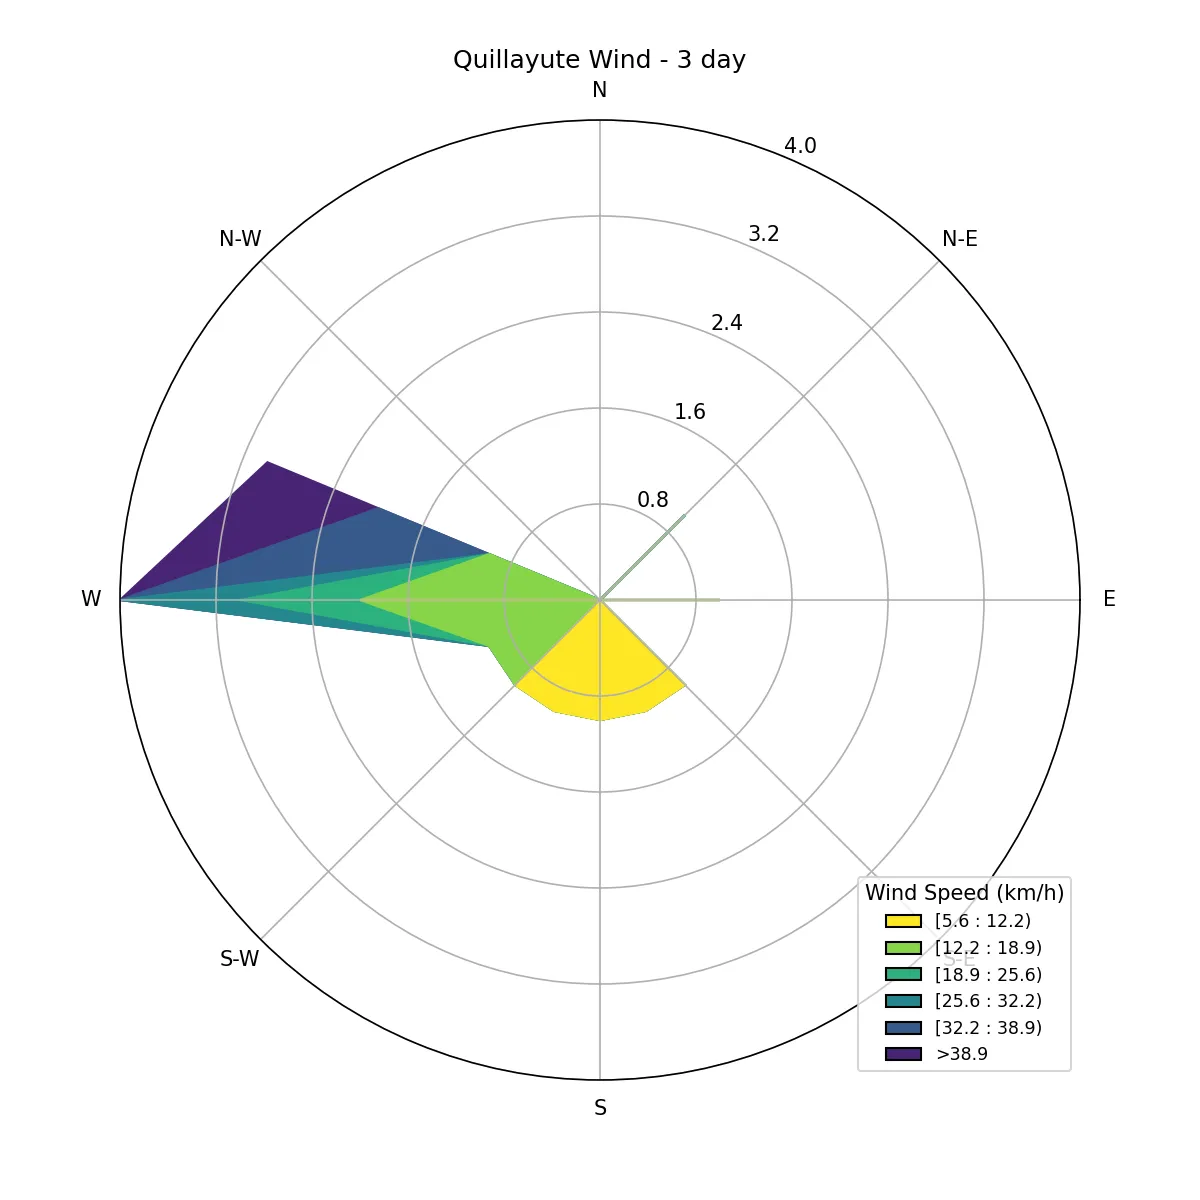 Quillayute Wind - 3 day
N
4.0
N-W
3.2
N-E
2.4
1.6
0.8
W
E
S-W
S-E
S
Wind Speed (km/h)
[5.6 : 12.2)
[12.2 : 18.9)
[18.9 : 25.6)
[25.6 : 32.2)
[32.2 : 38.9)
>38.9